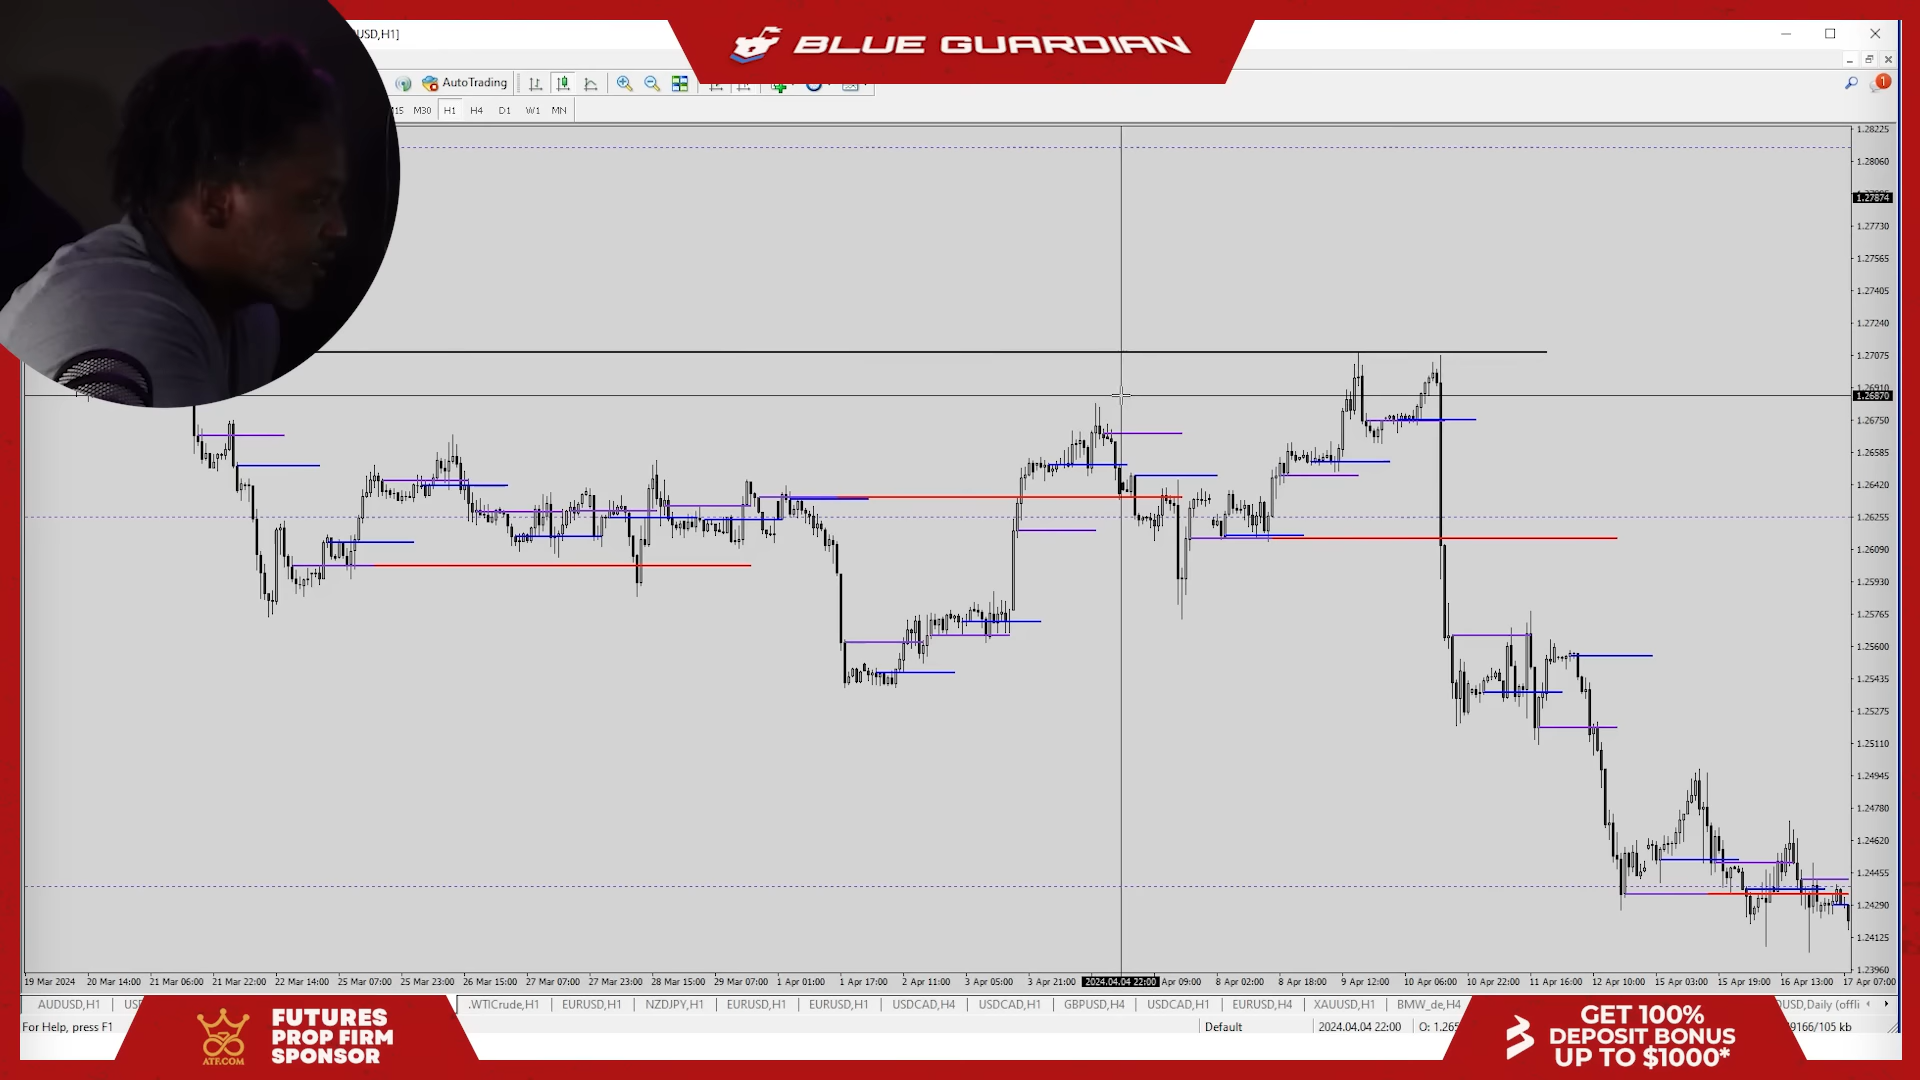 USD,H1]
BLUE GUARDIAN
AutoTrading
1
M15 M30 H1 H4 D1 W1 MN
1.28225
1.28060
1.27874
1.27730
1.27565
1.27405
1.27240
1.27075
1.26910
1.26870
1.26750
1.26585
1.26420
1.26255
1.26090
1.25930
1.25765
1.25600
1.25435
1.25275
1.25110
1.24945
1.24780
1.24620
1.24455
1.24290
1.24125
1.23960
19 Mar 2024 20 Mar 14:00 21 Mar 06:00 21 Mar 22:00 22 Mar 14:00 25 Mar 07:00 25 Mar 23:00 26 Mar 15:00 27 Mar 07:00 27 Mar 23:00 28 Mar 15:00 29 Mar 07:00 1 Apr 01:00 1 Apr 17:00 2 Apr 11:00 3 Apr 05:00 3 Apr 21:00 2024.04.04 22:00 Apr 09:00 8 Apr 02:00 8 Apr 18:00 9 Apr 12:00 10 Apr 06:00 10 Apr 22:00 11 Apr 16:00 12 Apr 10:00 15 Apr 03:00 15 Apr 19:00 16 Apr 13:00 17 Apr 07:00
AUDUSD,H1 .WTICrude,H1 EURUSD,H1 NZDJPY,H1 EURUSD,H1 EURUSD,H1 USDCAD,H4 USDCAD,H1 GBPUSD,H4 USDCAD,H1 EURUSD,H4 XAUUSD,H1 BMW_de,H4 USD,Daily (offli
For Help, press F1 Default 2024.04.04 22:00 O: 1.265 9166/105 kb
ATF.COM
FUTURES
PROP FIRM
SPONSOR
GET 100%
DEPOSIT BONUS
UP TO $1000*